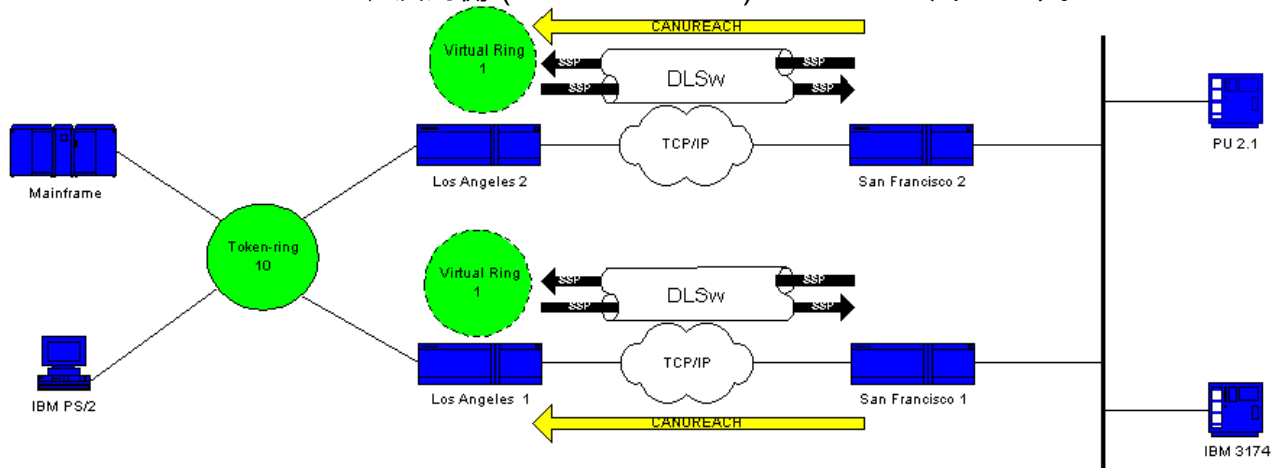 CANUREACH
Virtual Ring
1
SSP
SSP
DLSw
SSP
SSP
Mainframe
Los Angeles 2
TCP/IP
San Francisco 2
PU 2.1
Token-ring
10
Virtual Ring
1
SSP
SSP
DLSw
SSP
SSP
IBM PS/2
Los Angeles 1
TCP/IP
San Francisco 1
CANUREACH
IBM 3174